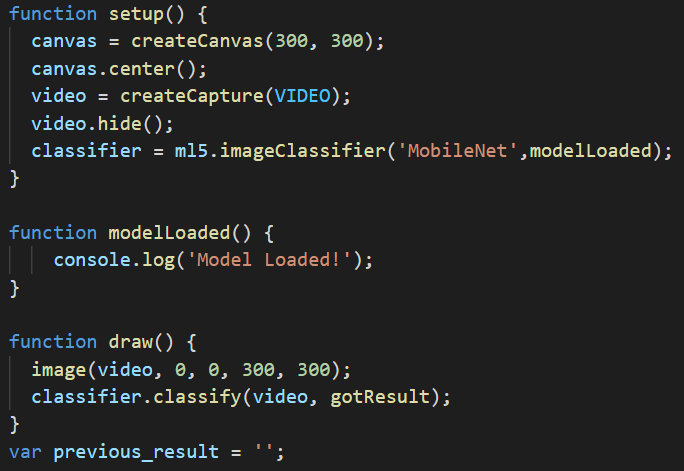 function setup() {
  canvas = createCanvas(300, 300);
  canvas.center();
  video = createCapture(VIDEO);
  video.hide();
  classifier = ml5.imageClassifier('MobileNet',modelLoaded);
}

function modelLoaded() {
    console.log('Model Loaded!');
}

function draw() {
  image(video, 0, 0, 300, 300);
  classifier.classify(video, gotResult);
}
var previous_result = '';